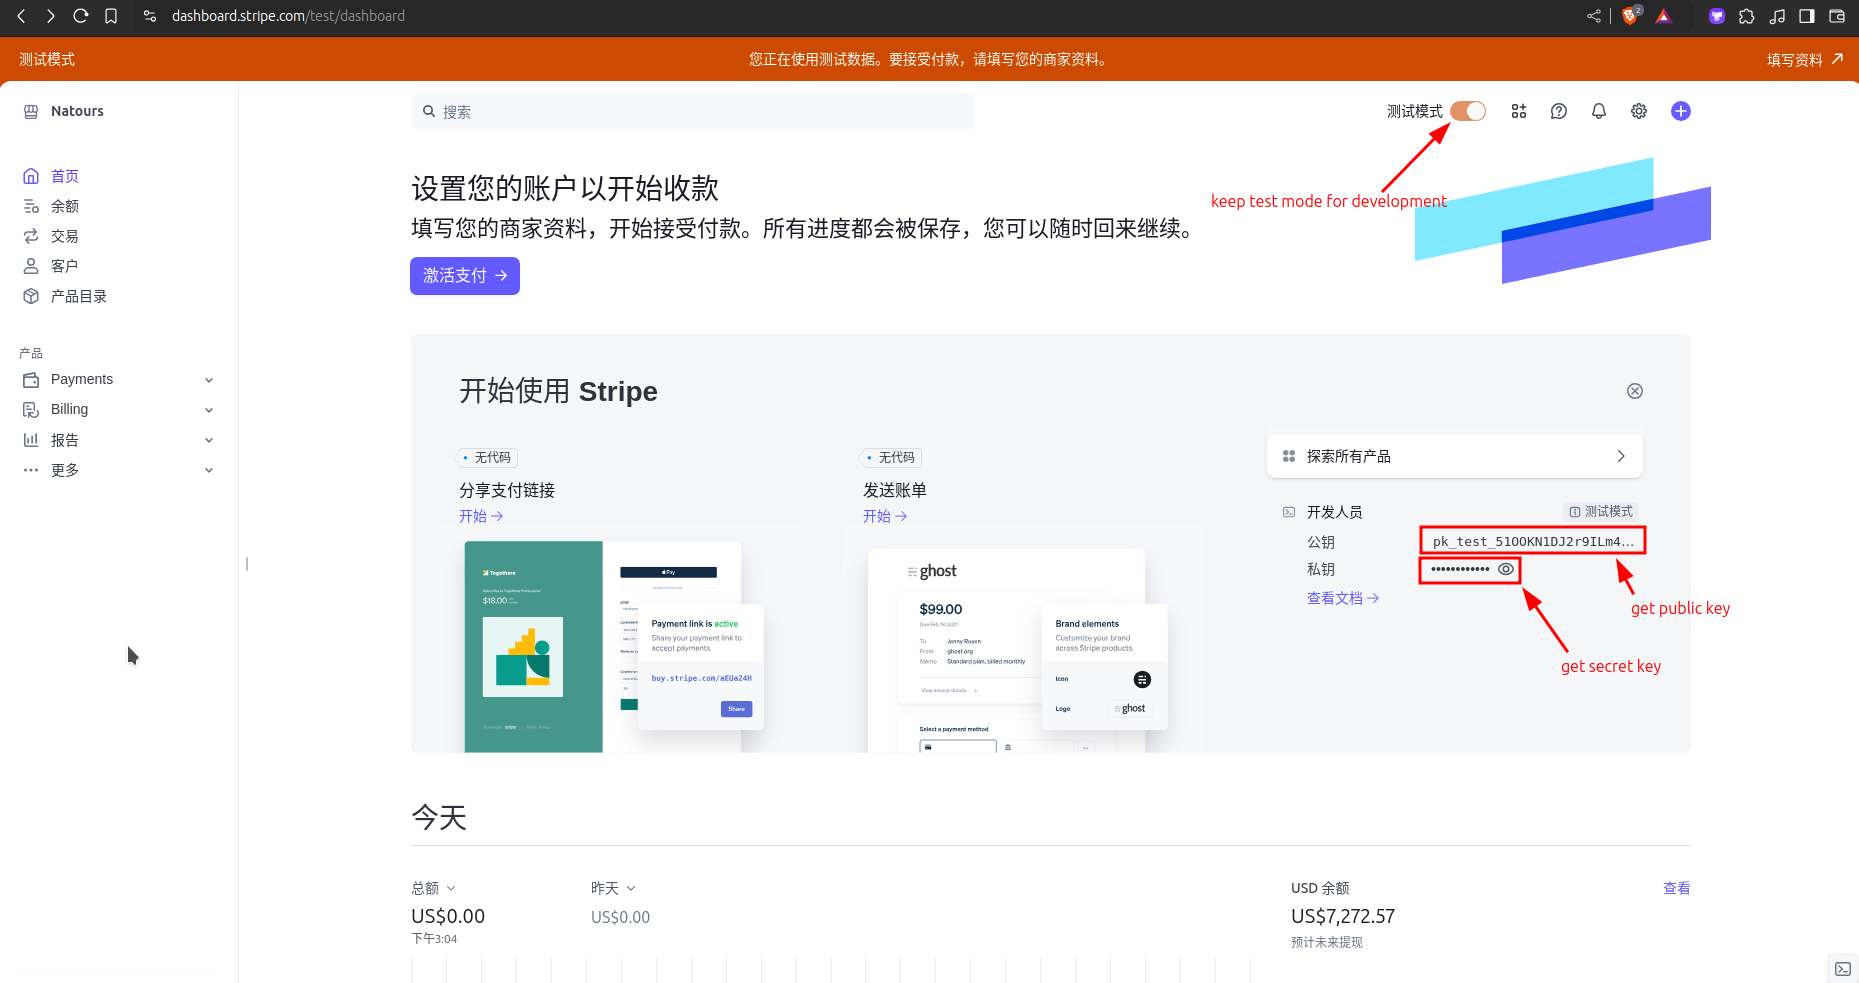 dashboard.stripe.com/test/dashboard
2
测试模式
您正在使用测试数据。要接受付款，请填写您的商家资料。
填写资料
Natours
搜索
测试模式
keep test mode for development
首页
余额
交易
客户
产品目录
产品
Payments
Billing
报告
更多
设置您的账户以开始收款
填写您的商家资料，开始接受付款。所有进度都会被保存，您可以随时回来继续。
激活支付 →
开始使用 Stripe
无代码
分享支付链接
开始 →
Togethere
Subscribe to Togethere Professional
$18.00
Pay
Payment link is active
Share your payment link to
accept payments.
buy.stripe.com/aEUa24H
Share
无代码
发送账单
开始 →
ghost
$99.00
Due Feb 19, 2021
To Jenny Rosen
From ghost.org
Memo Standard plan, billed monthly
View invoice details
Select a payment method
Brand elements
Customize your brand
across Stripe products.
Icon
Logo
ghost
探索所有产品
开发人员
测试模式
公钥
pk_test_51OOKN1DJ2r9ILm4...
私钥
••••••••••••
查看文档 →
get public key
get secret key
今天
总额
US$0.00
下午3:04
昨天
US$0.00
USD 余额
US$7,272.57
预计未来提现
查看